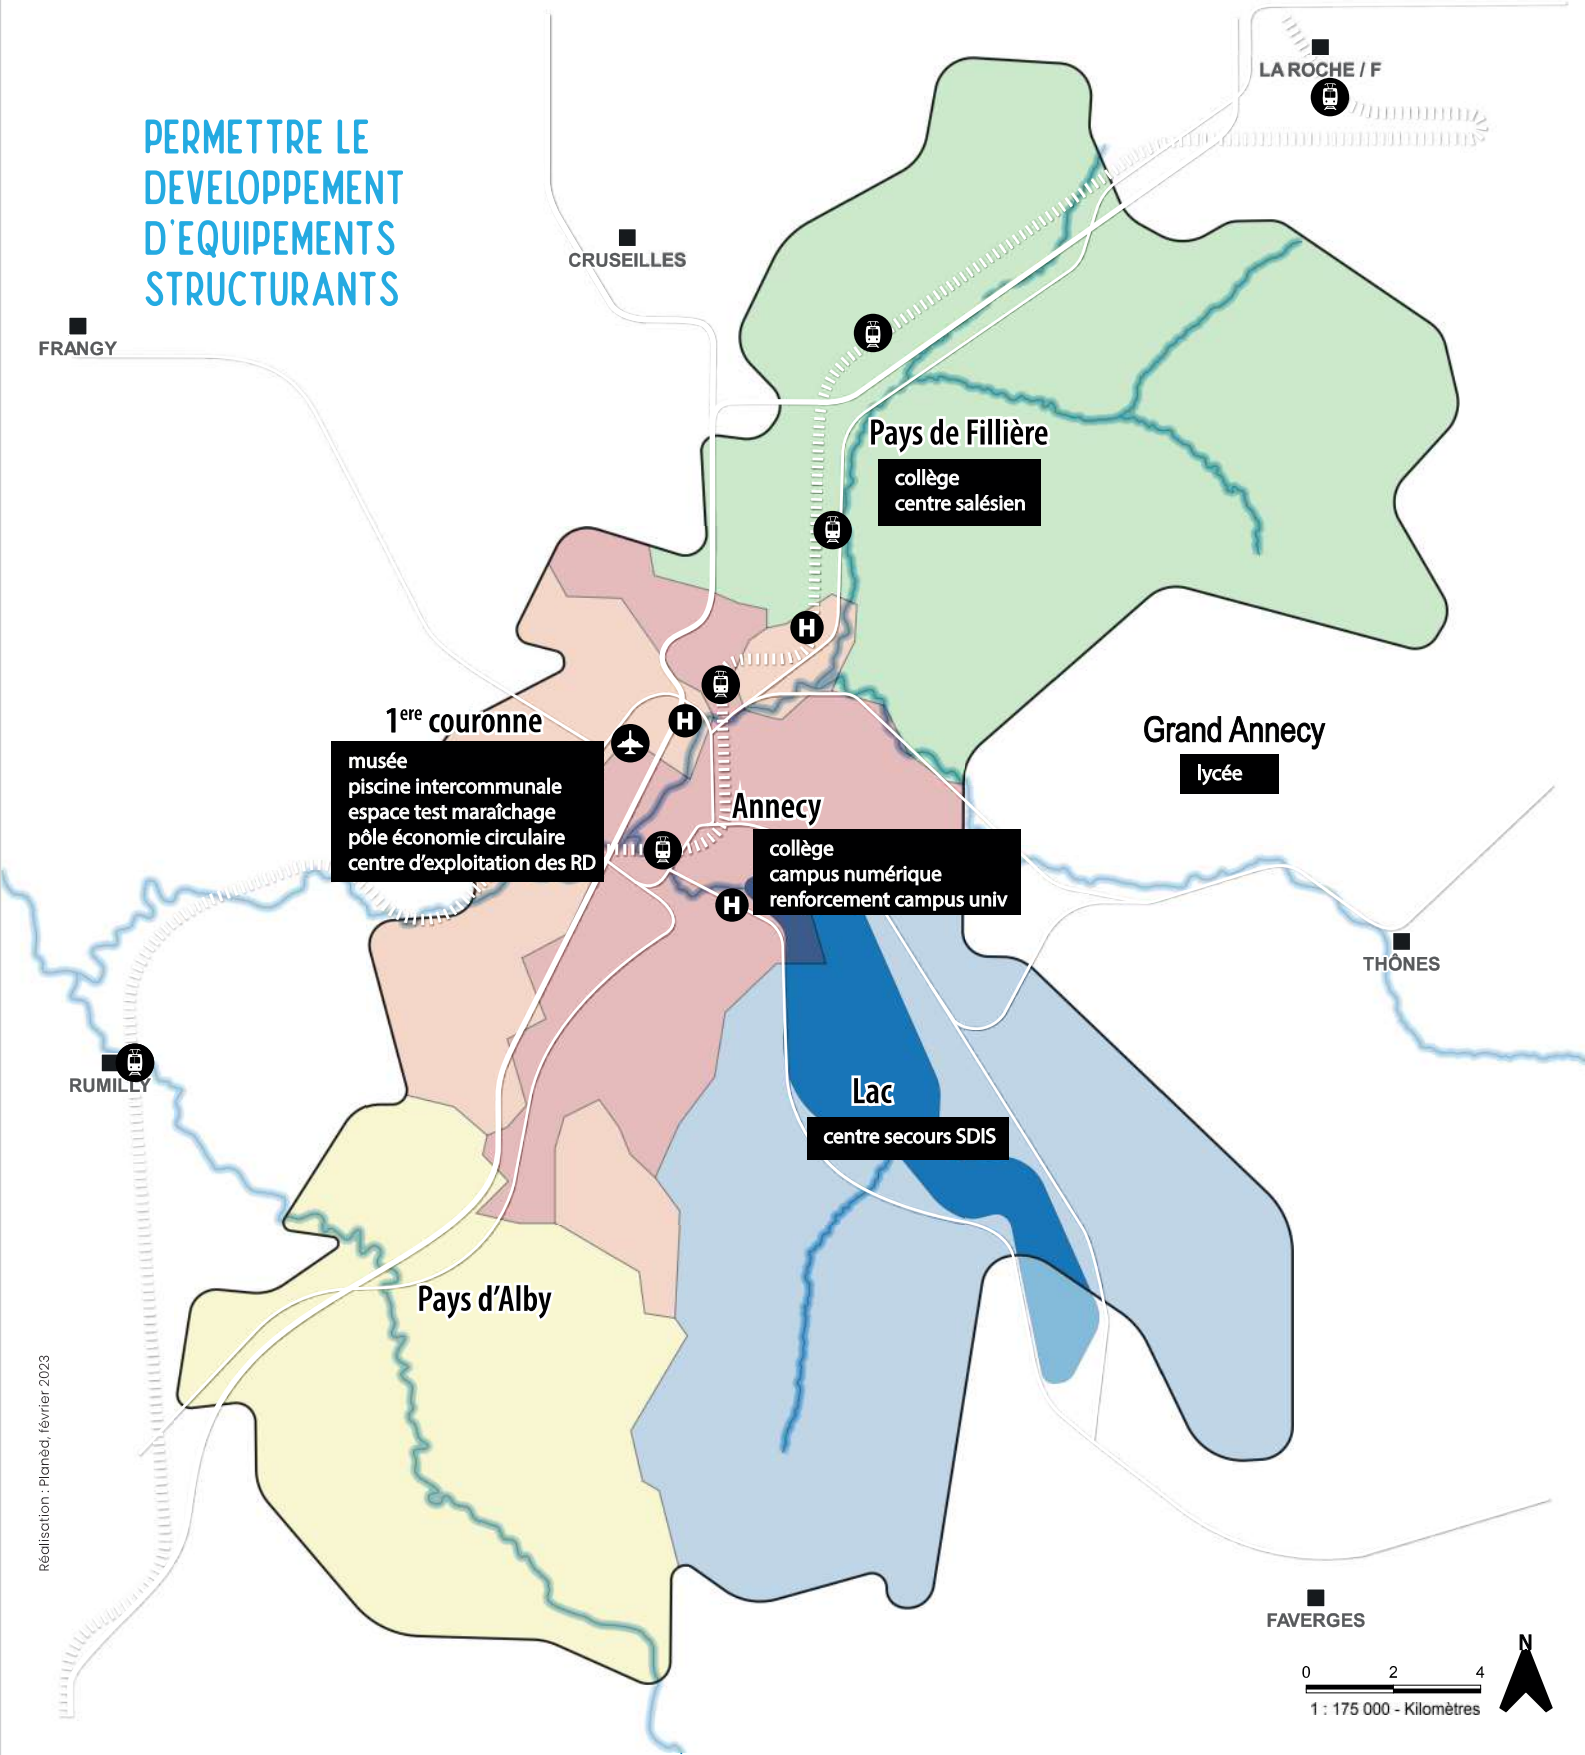 PERMETTRE LE
DEVELOPPEMENT
D'EQUIPEMENTS
STRUCTURANTS
LA ROCHE / F
CRUSEILLES
FRANGY
Pays de Fillière
collège
centre salésien
H
1ere couronne
musée
piscine intercommunale
espace test maraîchage
pôle économie circulaire
centre d'exploitation des RD
H
Grand Annecy
lycée
Annecy
collège
campus numérique
renforcement campus univ
H
THÔNES
RUMILLY
Lac
centre secours SDIS
Pays d'Alby
Réalisation : Planèd, février 2023
FAVERGES
N
0 2 4
1 : 175 000 - Kilomètres